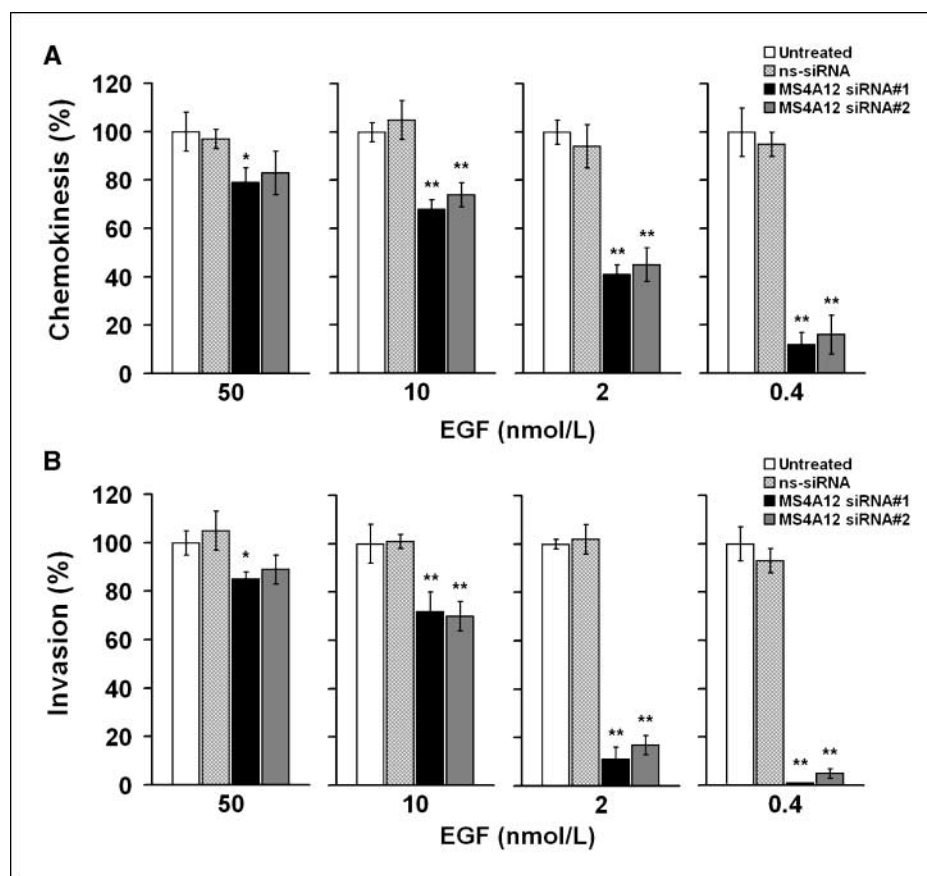 A
Untreated
ns-siRNA
MS4A12 siRNA#1
MS4A12 siRNA#2
Chemokinesis (%)
120
100
80
60
40
20
0
*
** **
** **
** **
50 10 2 0.4
EGF (nmol/L)
B
Untreated
ns-siRNA
MS4A12 siRNA#1
MS4A12 siRNA#2
Invasion (%)
120
100
80
60
40
20
0
*
** **
** **
** **
50 10 2 0.4
EGF (nmol/L)